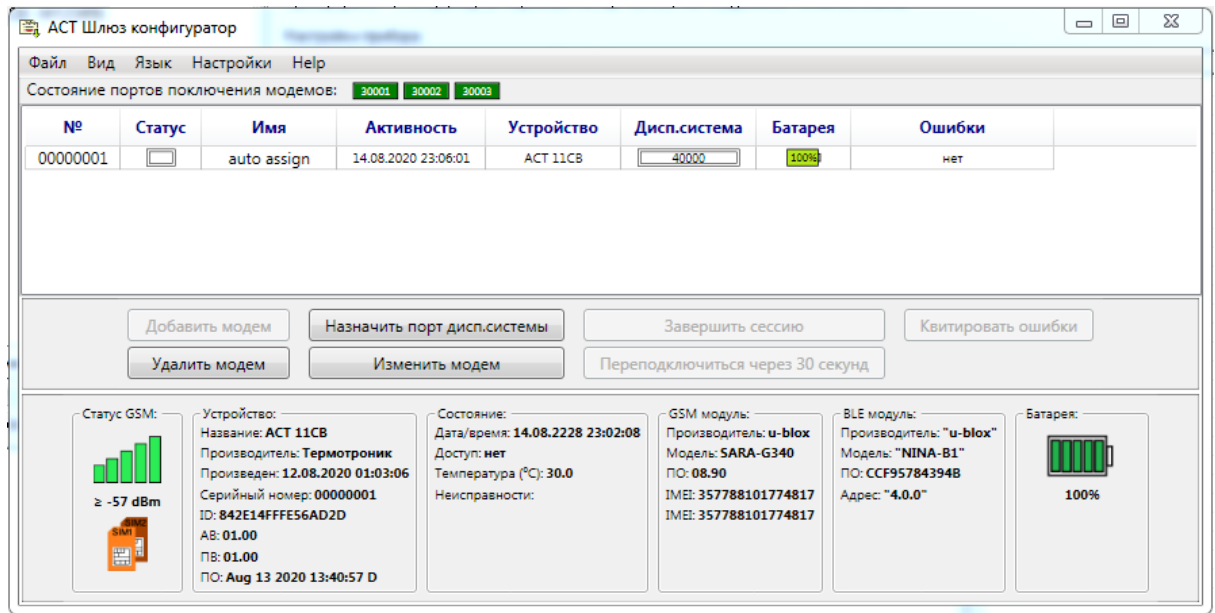 АСТ Шлюз конфигуратор
Файл Вид Язык Настройки Help
Состояние портов поключения модемов: 30001 30002 30003
№ Статус Имя Активность Устройство Дисп.система Батарея Ошибки
00000001 auto assign 14.08.2020 23:06:01 АСТ 11СВ 40000 100% нет
Добавить модем Назначить порт дисп.системы Завершить сессию Квитировать ошибки
Удалить модем Изменить модем Переподключиться через 30 секунд
Статус GSM:
≥ -57 dBm
SIM1 SIM2
Устройство:
Название: АСТ 11СВ
Производитель: Термотроник
Произведен: 12.08.2020 01:03:06
Серийный номер: 00000001
ID: 842E14FFFE56AD2D
АВ: 01.00
ПВ: 01.00
ПО: Aug 13 2020 13:40:57 D
Состояние:
Дата/время: 14.08.2228 23:02:08
Доступ: нет
Температура (°C): 30.0
Неисправности:
GSM модуль:
Производитель: u-blox
Модель: SARA-G340
ПО: 08.90
IMEI: 357788101774817
IMEI: 357788101774817
BLE модуль:
Производитель: "u-blox"
Модель: "NINA-B1"
ПО: CCF95784394B
Адрес: "4.0.0"
Батарея:
100%